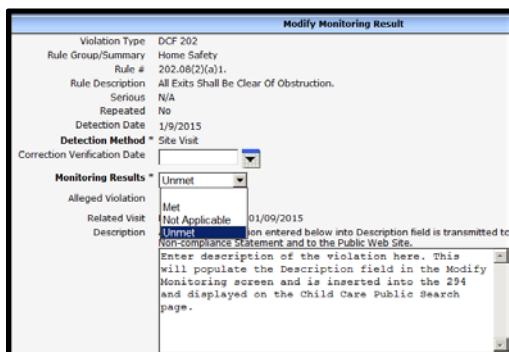 Modify Monitoring Result
Violation Type DCF 202
Rule Group/Summary Home Safety
Rule # 202.08(2)(a)1.
Rule Description All Exits Shall Be Clear Of Obstruction.
Serious N/A
Repeated No
Detection Date 1/9/2015
Detection Method * Site Visit
Correction Verification Date
Monitoring Results * Unmet
Alleged Violation
Met
Related Visit Not Applicable 01/09/2015
Unmet
Description on entered below into Description field is transmitted to
Non-compliance Statement and to the Public Web Site.
Enter description of the violation here. This
will populate the Description field in the Modify
Monitoring screen and is inserted into the 294
and displayed on the Child Care Public Search
page.